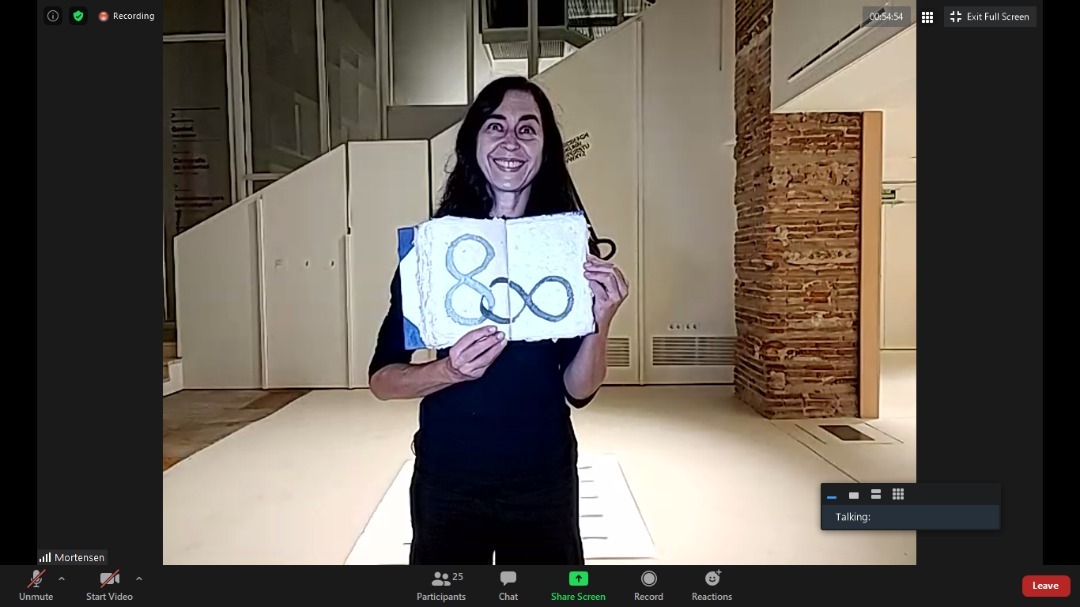 Recording
00:54:54
Exit Full Screen
8∞
Talking:
Mortensen
Unmute
Start Video
25
Participants
Chat
Share Screen
Record
Reactions
Leave